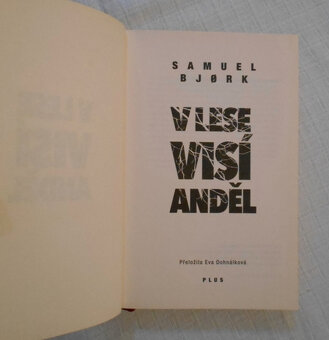 SAMUEL
BJØRK
V LESE
VISÍ
ANDĚL
Přeložila Eva Dohnálková
PLUS